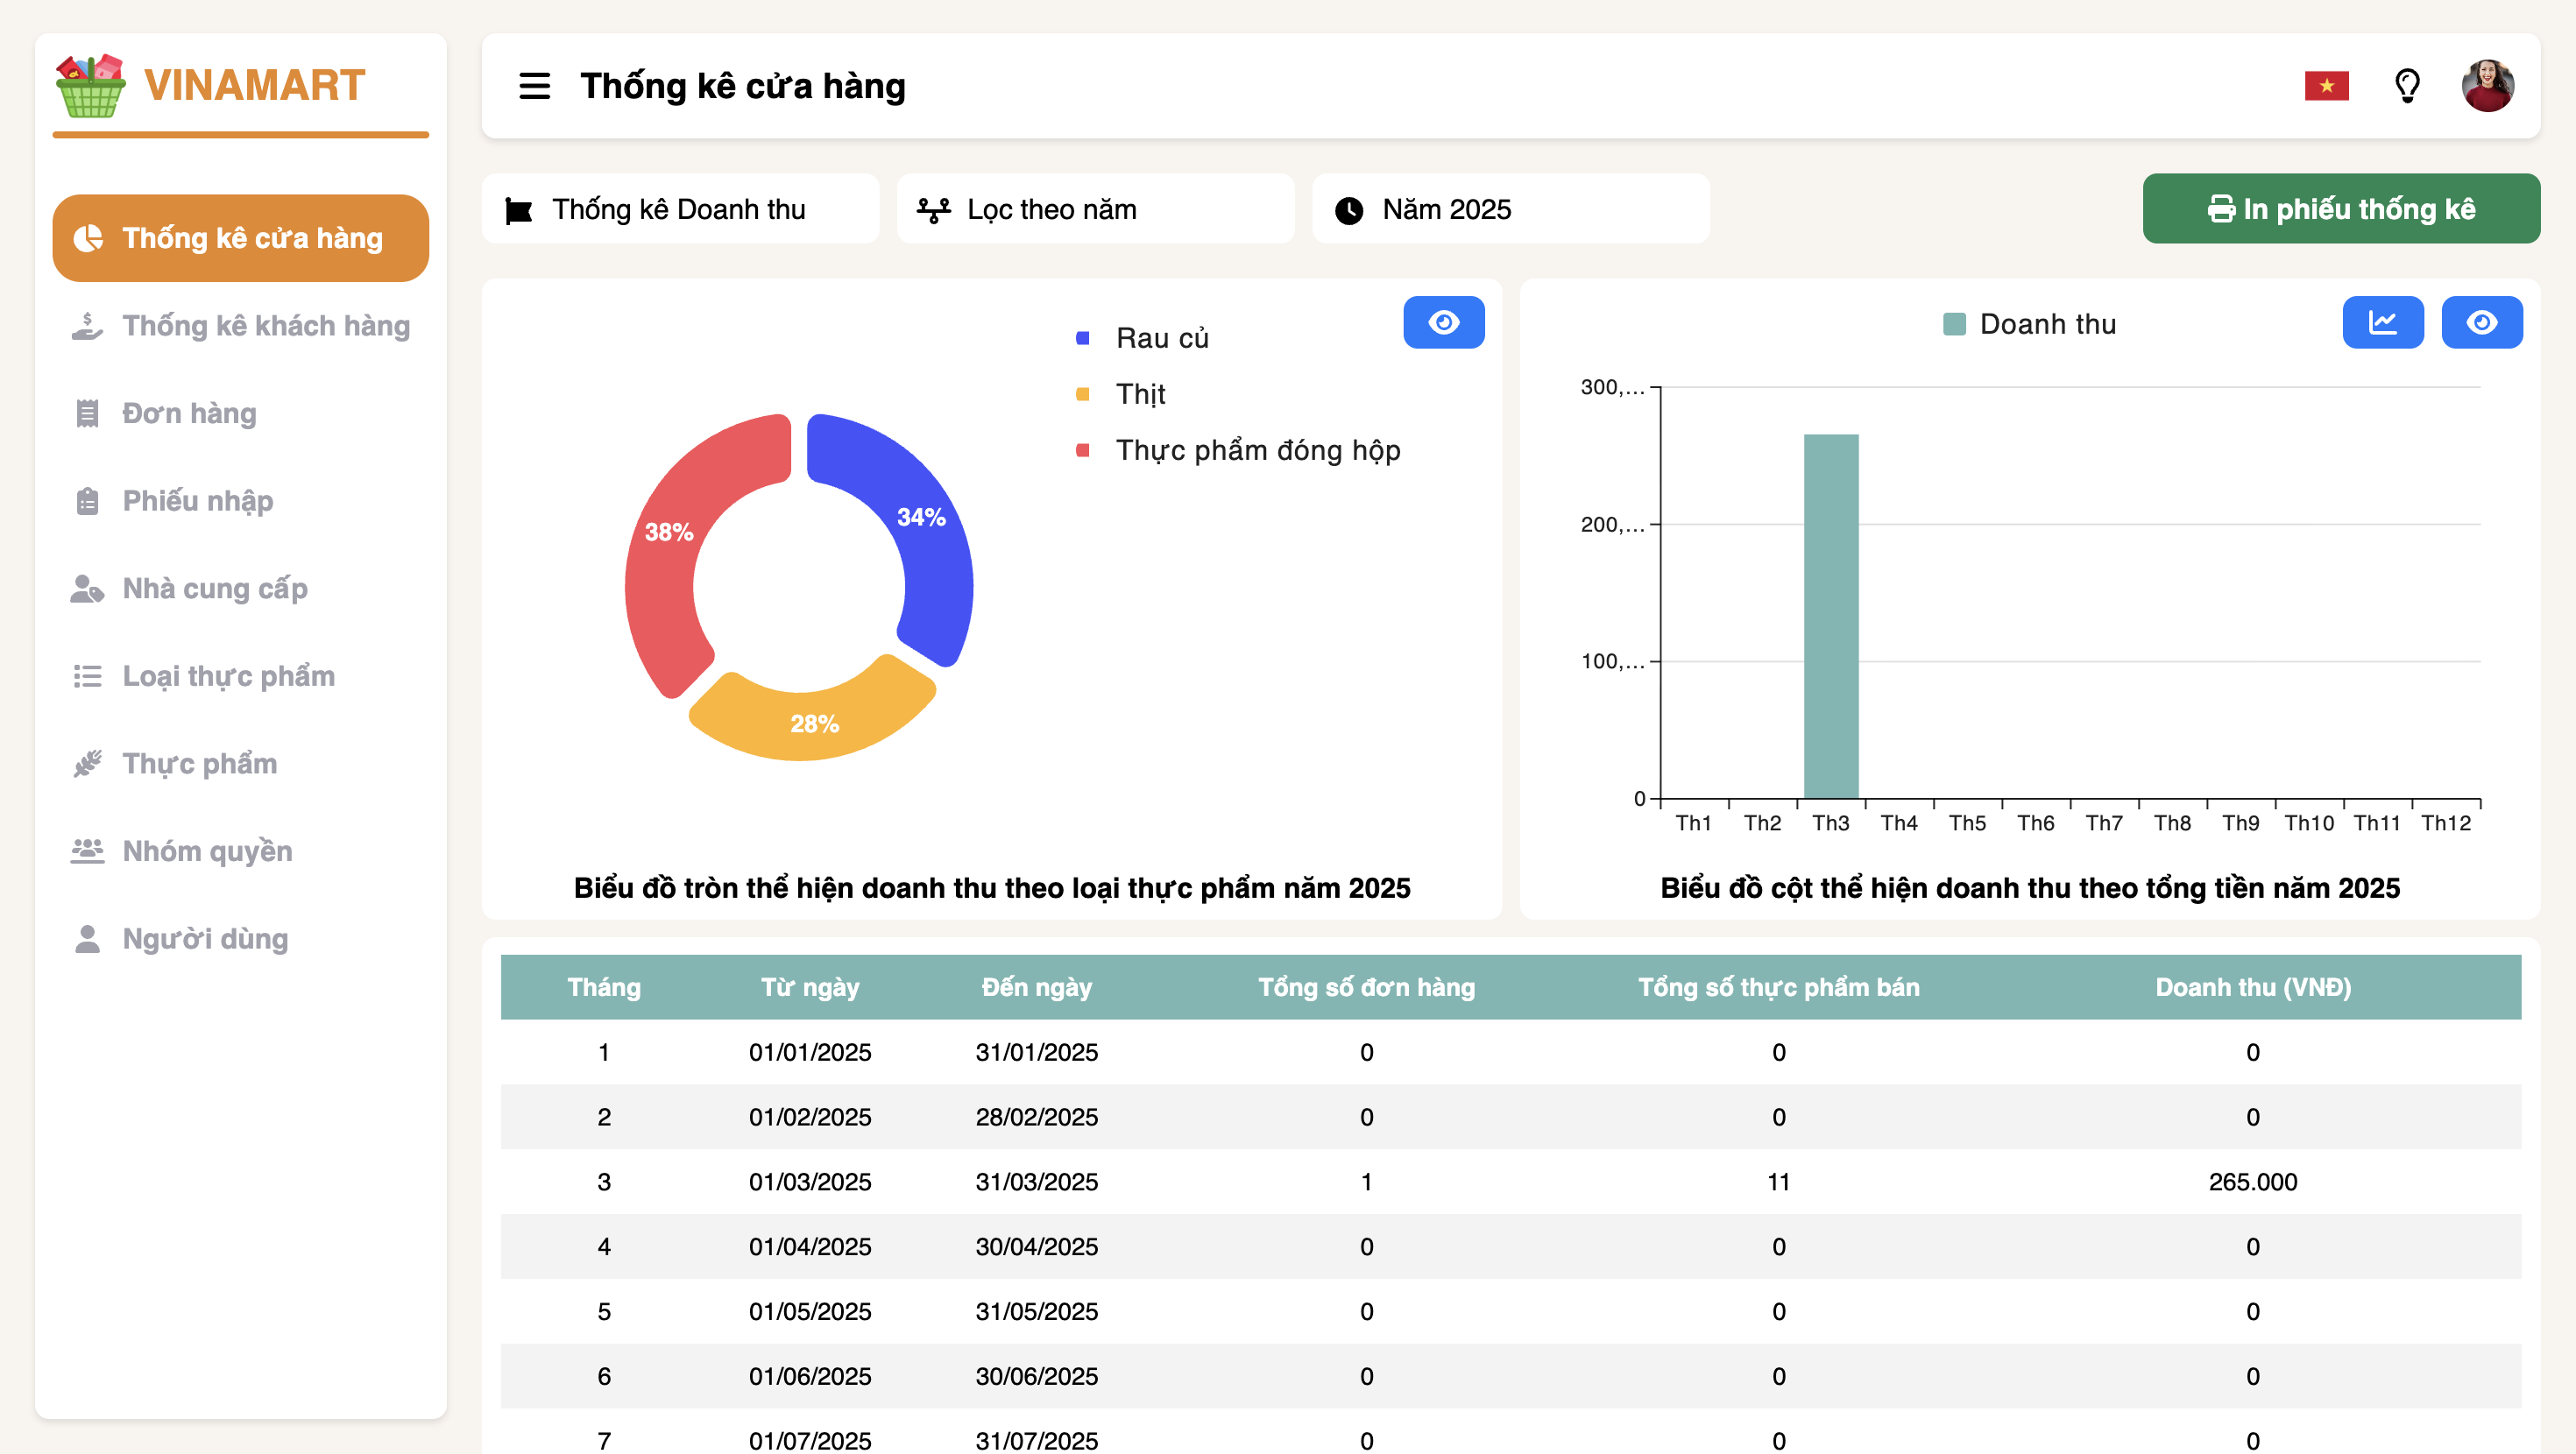 VINAMART
Thống kê cửa hàng
Thống kê khách hàng
Đơn hàng
Phiếu nhập
Nhà cung cấp
Loại thực phẩm
Thực phẩm
Nhóm quyền
Người dùng
Thống kê cửa hàng
Thống kê Doanh thu
Lọc theo năm
Năm 2025
In phiếu thống kê
Rau củ
Thịt
Thực phẩm đóng hộp
38%
34%
28%
Biểu đồ tròn thể hiện doanh thu theo loại thực phẩm năm 2025
Doanh thu
300,...
200,...
100,...
0
Th1 Th2 Th3 Th4 Th5 Th6 Th7 Th8 Th9 Th10 Th11 Th12
Biểu đồ cột thể hiện doanh thu theo tổng tiền năm 2025
Tháng Từ ngày Đến ngày Tổng số đơn hàng Tổng số thực phẩm bán Doanh thu (VNĐ)
1 01/01/2025 31/01/2025 0 0 0
2 01/02/2025 28/02/2025 0 0 0
3 01/03/2025 31/03/2025 1 11 265.000
4 01/04/2025 30/04/2025 0 0 0
5 01/05/2025 31/05/2025 0 0 0
6 01/06/2025 30/06/2025 0 0 0
7 01/07/2025 31/07/2025 0 0 0